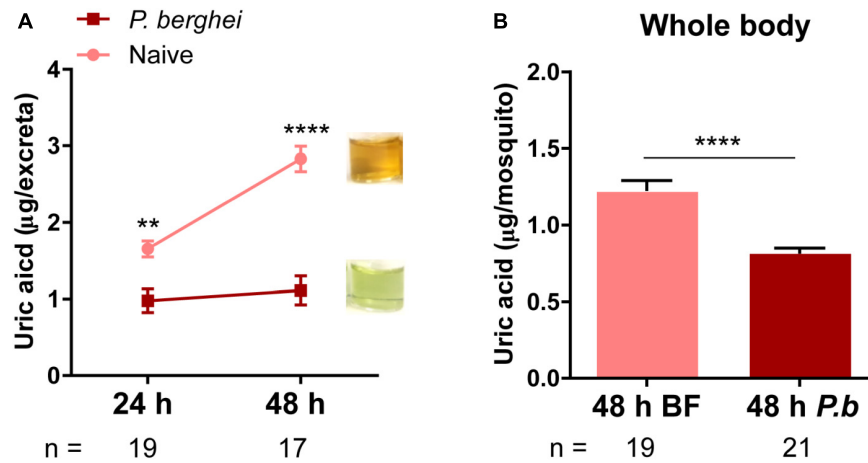 A
P. berghei
Naive
Uric aicd (µg/excreta)
4
3
2
1
0
**
****
24 h 48 h
n = 19 17
B
Whole body
Uric acid (µg/mosquito)
2.0
1.5
1.0
0.5
0.0
****
48 h BF 48 h P.b
n = 19 21